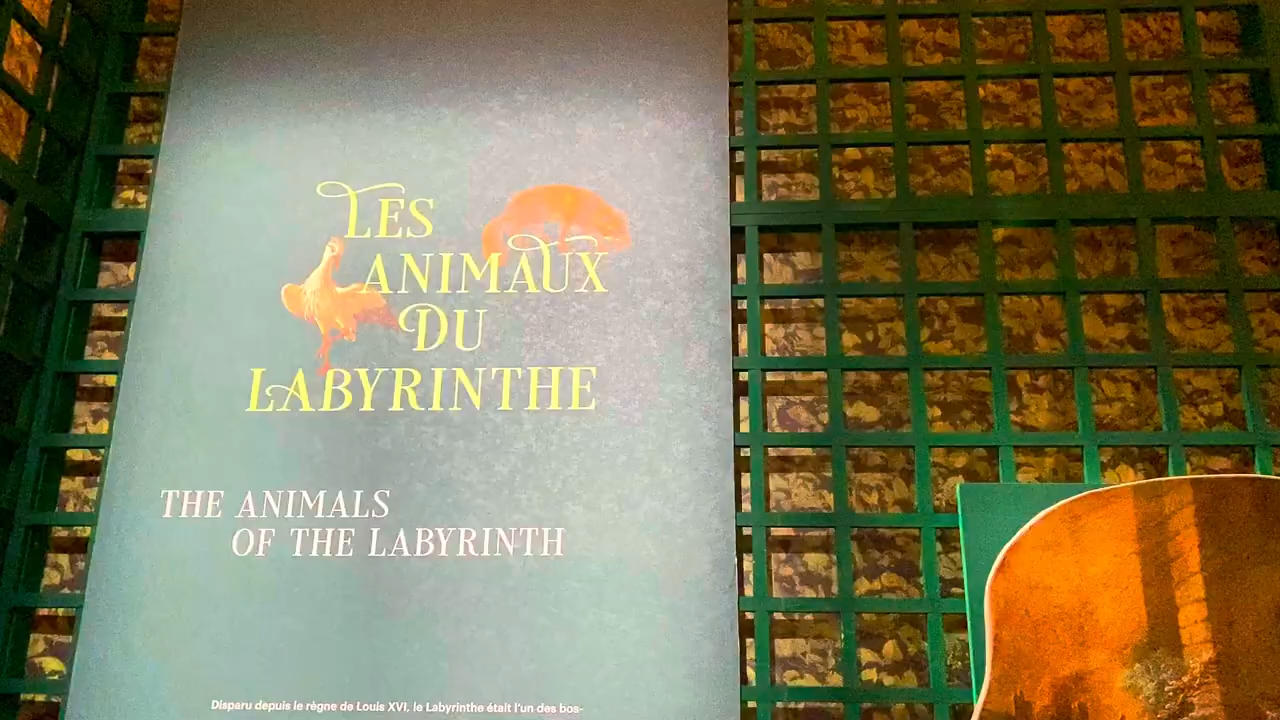 LES
ANIMAUX
DU
LABYRINTHE
THE ANIMALS
OF THE LABYRINTH
Disparu depuis le règne de Louis XVI, le Labyrinthe était l'un des bos-